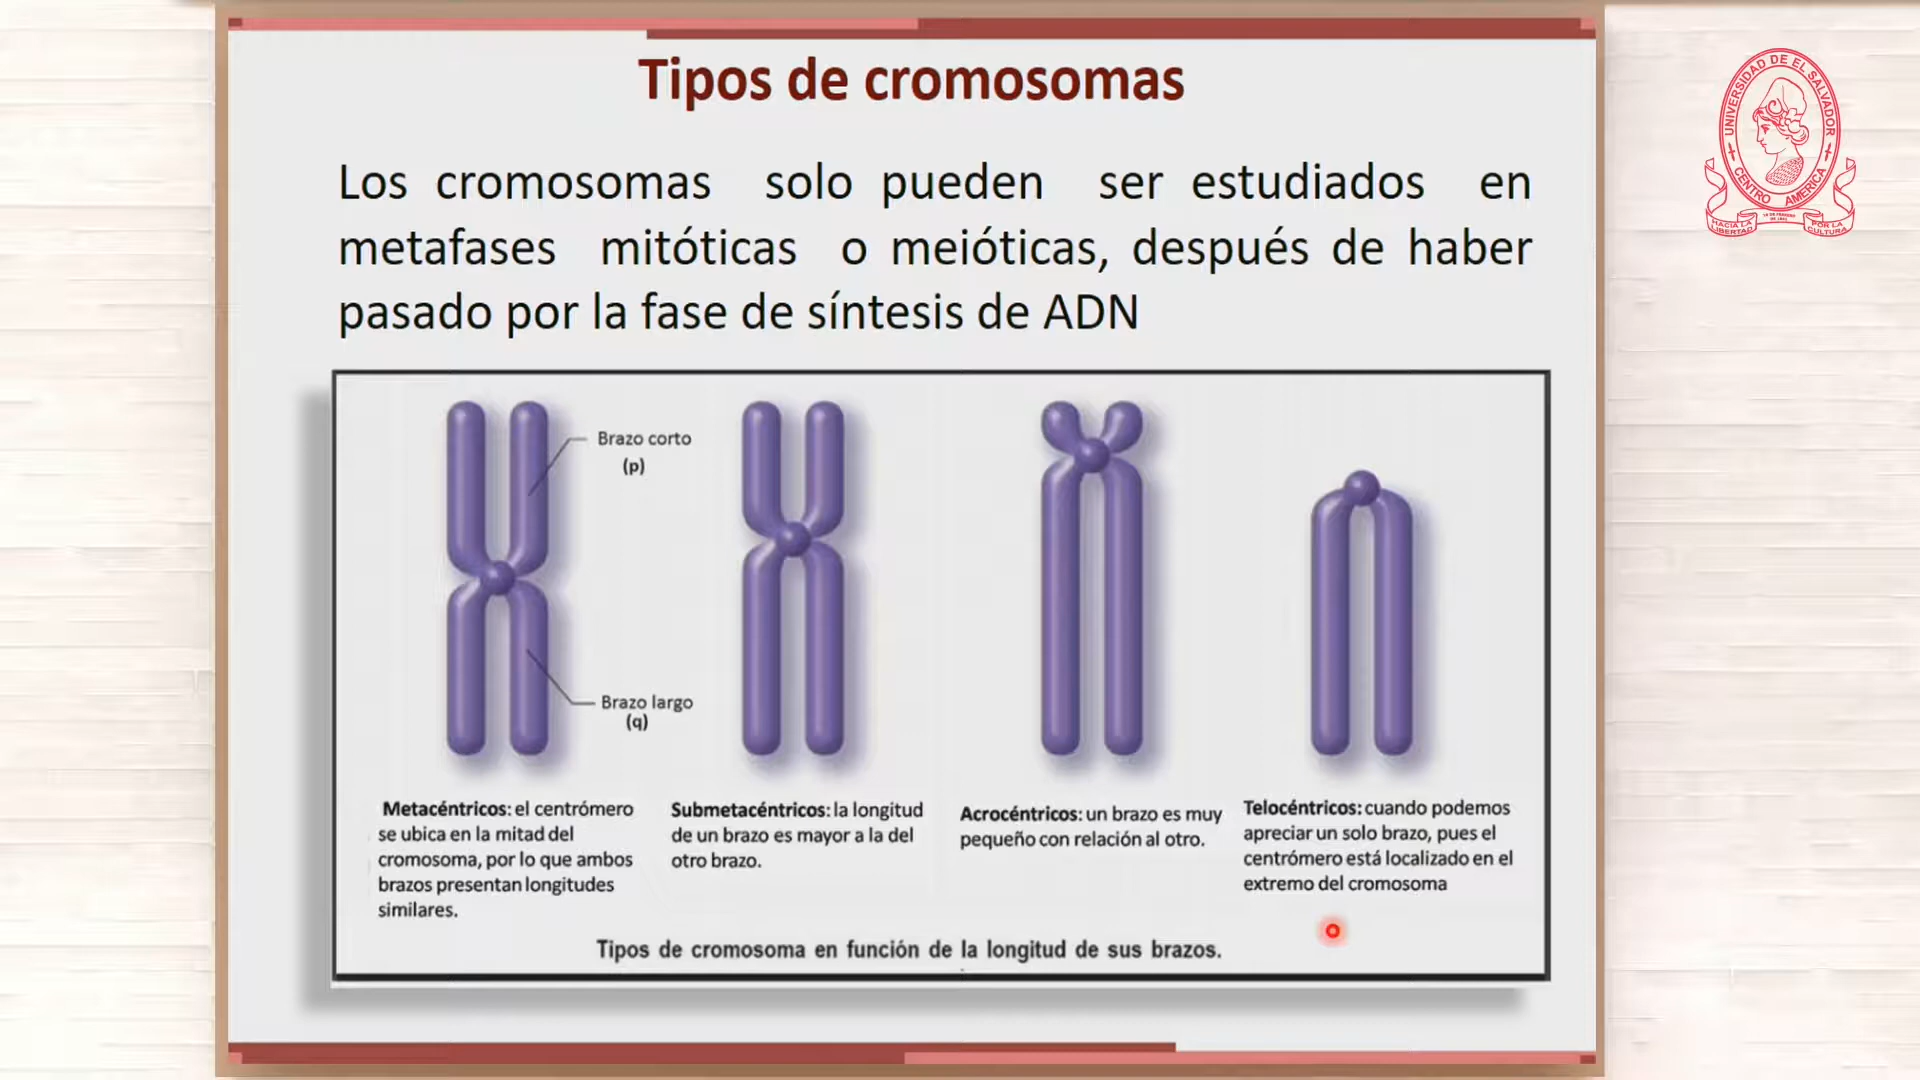 Tipos de cromosomas
Los cromosomas solo pueden ser estudiados en
metafases mitóticas o meióticas, después de haber
pasado por la fase de síntesis de ADN
Brazo corto
(p)
Brazo largo
(q)
Metacéntricos: el centrómero
se ubica en la mitad del
cromosoma, por lo que ambos
brazos presentan longitudes
similares.
Submetacéntricos: la longitud
de un brazo es mayor a la del
otro brazo.
Acrocéntricos: un brazo es muy
pequeño con relación al otro.
Telocéntricos: cuando podemos
apreciar un solo brazo, pues el
centrómero está localizado en el
extremo del cromosoma
Tipos de cromosoma en función de la longitud de sus brazos.
UNIVERSIDAD DE EL SALVADOR
CENTRO AMERICA
HACIA LA
LIBERTAD
POR LA
CULTURA